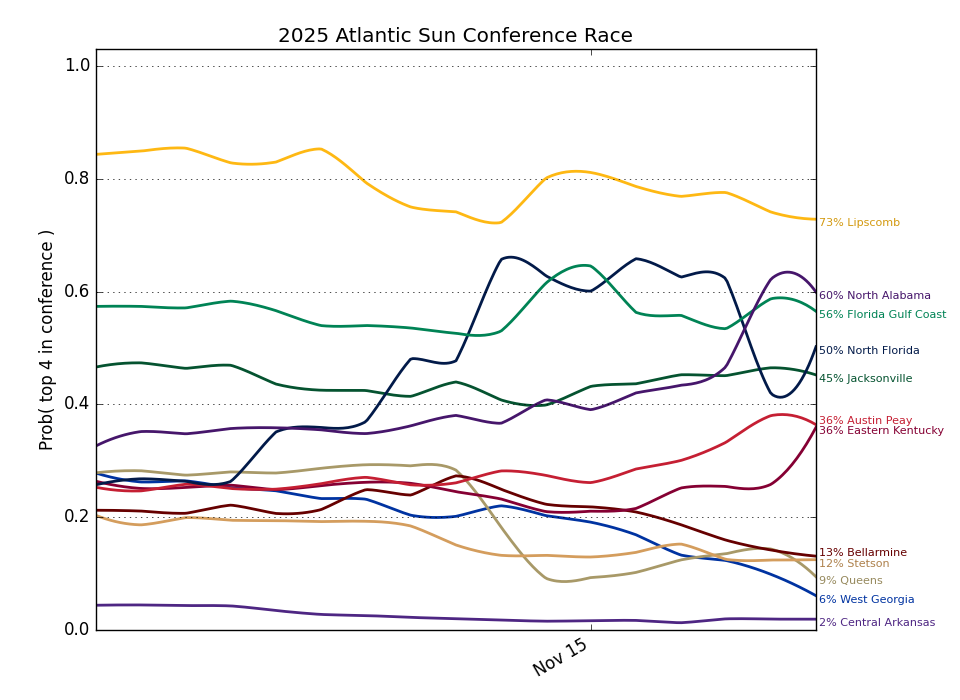 2025 Atlantic Sun Conference Race
1.0
0.8
0.6
0.4
0.2
0.0
Prob( top 4 in conference )
Nov 15
73% Lipscomb
60% North Alabama
56% Florida Gulf Coast
50% North Florida
45% Jacksonville
36% Austin Peay
36% Eastern Kentucky
13% Bellarmine
12% Stetson
9% Queens
6% West Georgia
2% Central Arkansas